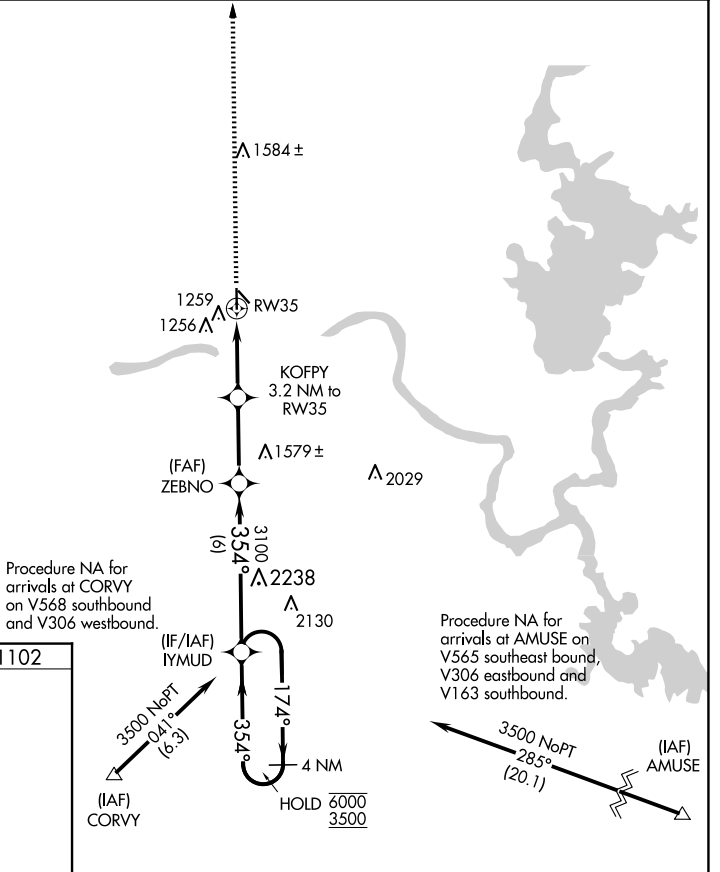 1584 ±
1259
1256
RW35
KOFPY
3.2 NM to
RW35
1579 ±
(FAF)
ZEBNO
2029
3100
354°
(6)
2238
2130
Procedure NA for
arrivals at CORVY
on V568 southbound
and V306 westbound.
(IF/IAF)
IYMUD
1102
Procedure NA for
arrivals at AMUSE on
V565 southeast bound,
V306 eastbound and
V163 southbound.
3500 NoPT
041°
(6.3)
354°
174°
4 NM
HOLD 6000
3500
(IAF)
CORVY
3500 NoPT
285°
(20.1)
(IAF)
AMUSE